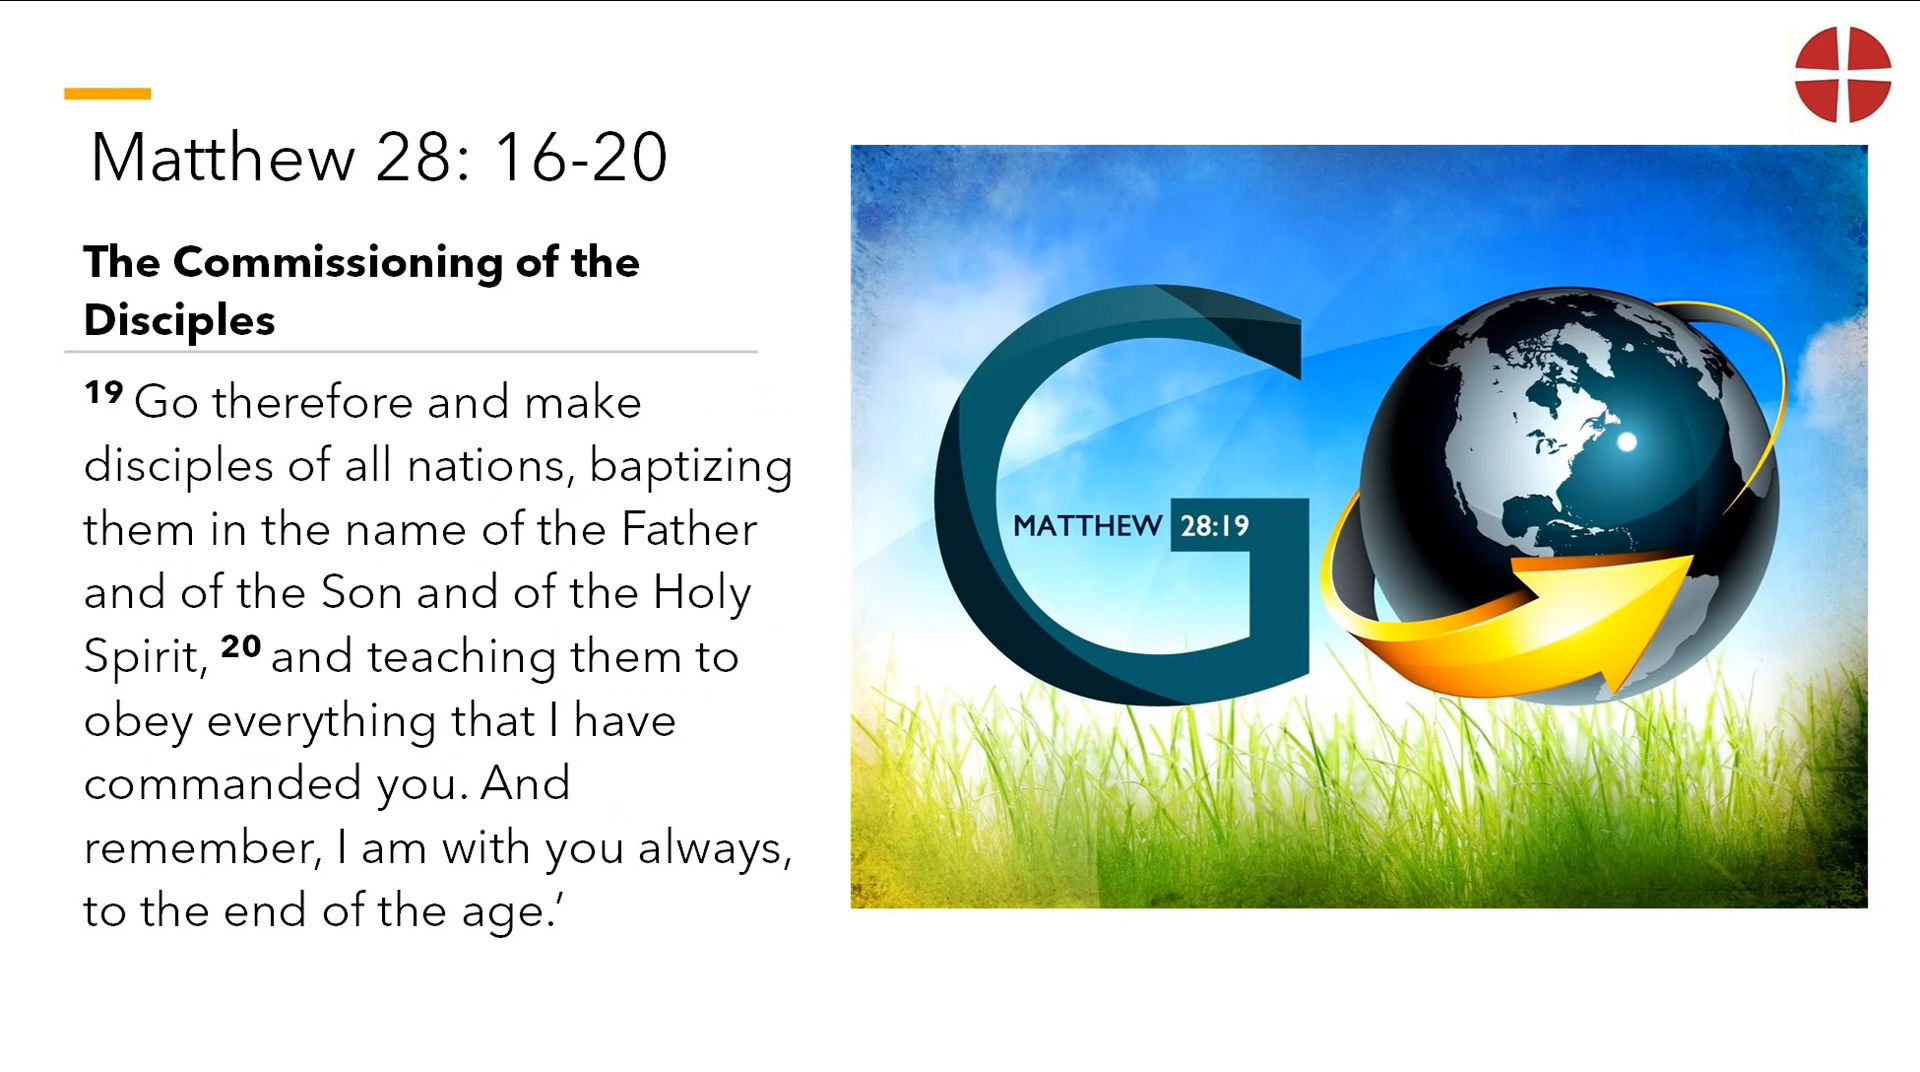 Matthew 28: 16-20
The Commissioning of the
Disciples
19 Go therefore and make
disciples of all nations, baptizing
them in the name of the Father
and of the Son and of the Holy
Spirit, 20 and teaching them to
obey everything that I have
commanded you. And
remember, I am with you always,
to the end of the age.’
GO
MATTHEW 28:19